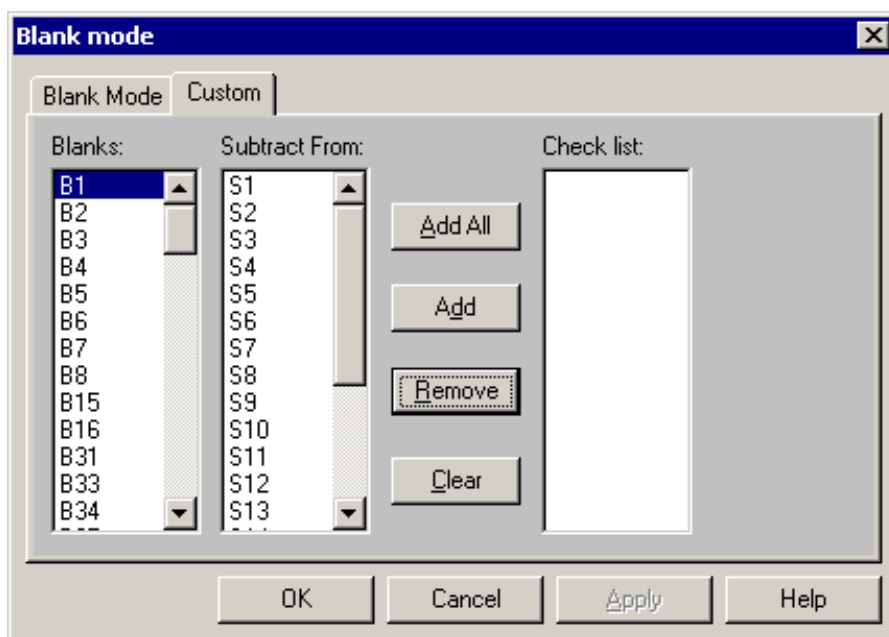 Blank mode
Blank Mode
Custom
Blanks:
B1
B2
B3
B4
B5
B6
B7
B8
B15
B16
B31
B33
B34
Subtract From:
S1
S2
S3
S4
S5
S6
S7
S8
S9
S10
S11
S12
S13
Add All
Add
Remove
Clear
Check list:
OK
Cancel
Apply
Help